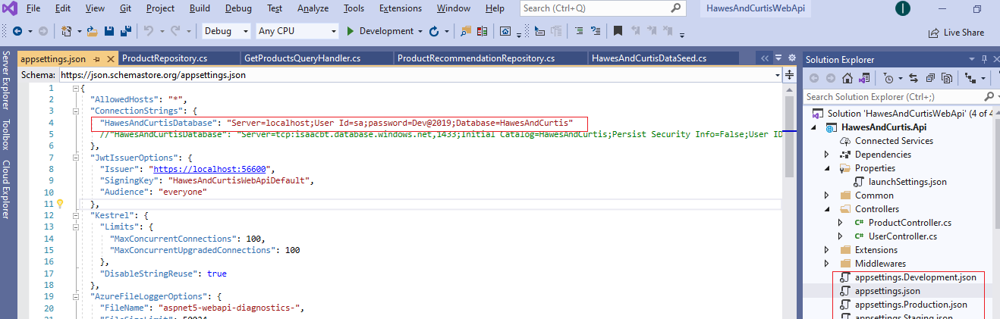 File Edit View Git Project Build Debug Test Analyze Tools Extensions Window Help Search (Ctrl+Q) HawesAndCurtisWebApi I
Debug Any CPU Development Live Share
Server Explorer
Toolbox
Cloud Explorer
appsettings.json ProductRepository.cs GetProductsQueryHandler.cs ProductRecommendationRepository.cs HawesAndCurtisDataSeed.cs
Schema: https://json.schemastore.org/appsettings.json
1 {
2 "AllowedHosts": "*",
3 "ConnectionStrings": {
4 "HawesAndCurtisDatabase": "Server=localhost;User Id=sa;password=Dev@2019;Database=HawesAndCurtis"
5 //"HawesAndCurtisDatabase": "Server=tcp:isaacbt.database.windows.net,1433;Initial Catalog=HawesAndCurtis;Persist Security Info=False;User ID
6 },
7 "JwtIssuerOptions": {
8 "Issuer": "https://localhost:56600",
9 "SigningKey": "HawesAndCurtisWebApiDefault",
10 "Audience": "everyone"
11 },
12 "Kestrel": {
13 "Limits": {
14 "MaxConcurrentConnections": 100,
15 "MaxConcurrentUpgradedConnections": 100
16 },
17 "DisableStringReuse": true
18 },
19 "AzureFileLoggerOptions": {
20 "FileName": "aspnet5-webapi-diagnostics-",
Solution Explorer
Search Solution Explorer (Ctrl+;)
Solution 'HawesAndCurtisWebApi' (4 of 4
HawesAndCurtis.Api
Connected Services
Dependencies
Properties
launchSettings.json
Common
Controllers
C# ProductController.cs
C# UserController.cs
Extensions
Middlewares
appsettings.Development.json
appsettings.json
appsettings.Production.json
appsettings.Staging.json